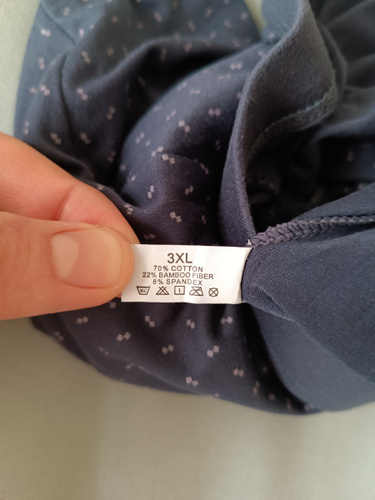 3XL
70% COTTON
22% BAMBOO FIBER
8% SPANDEX